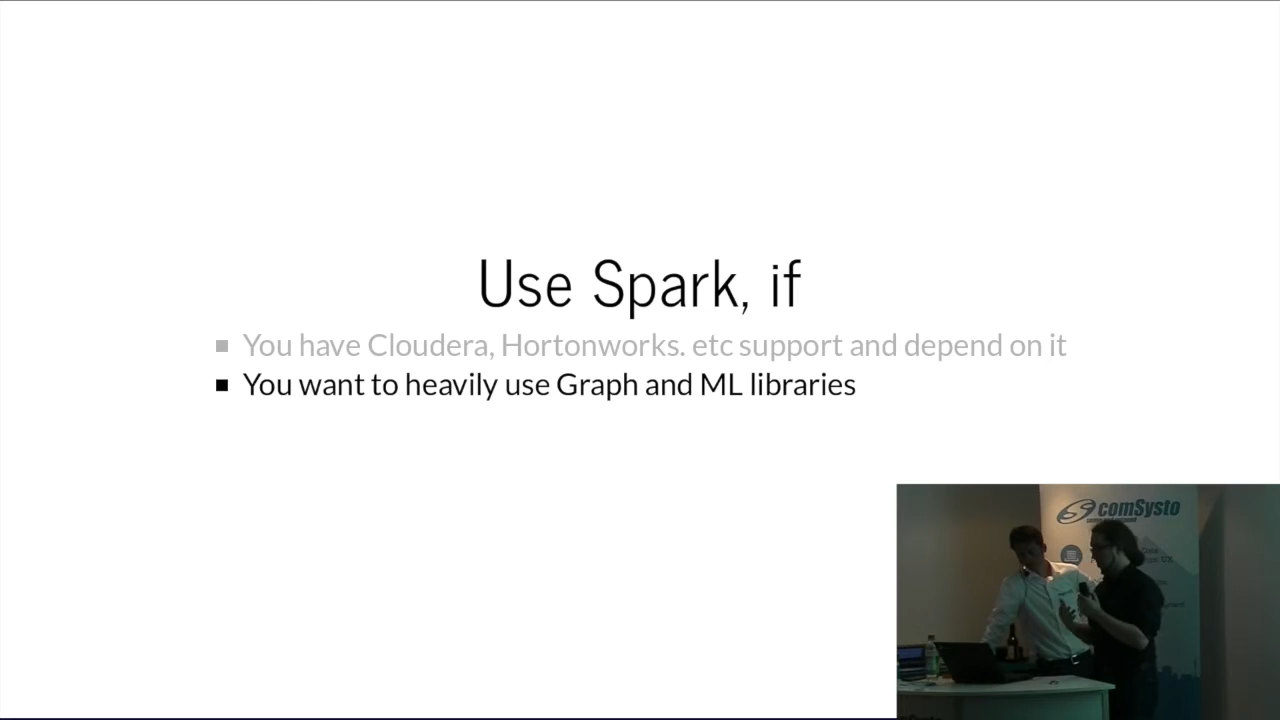 Use Spark, if
You have Cloudera, Hortonworks. etc support and depend on it
You want to heavily use Graph and ML libraries
comSysto